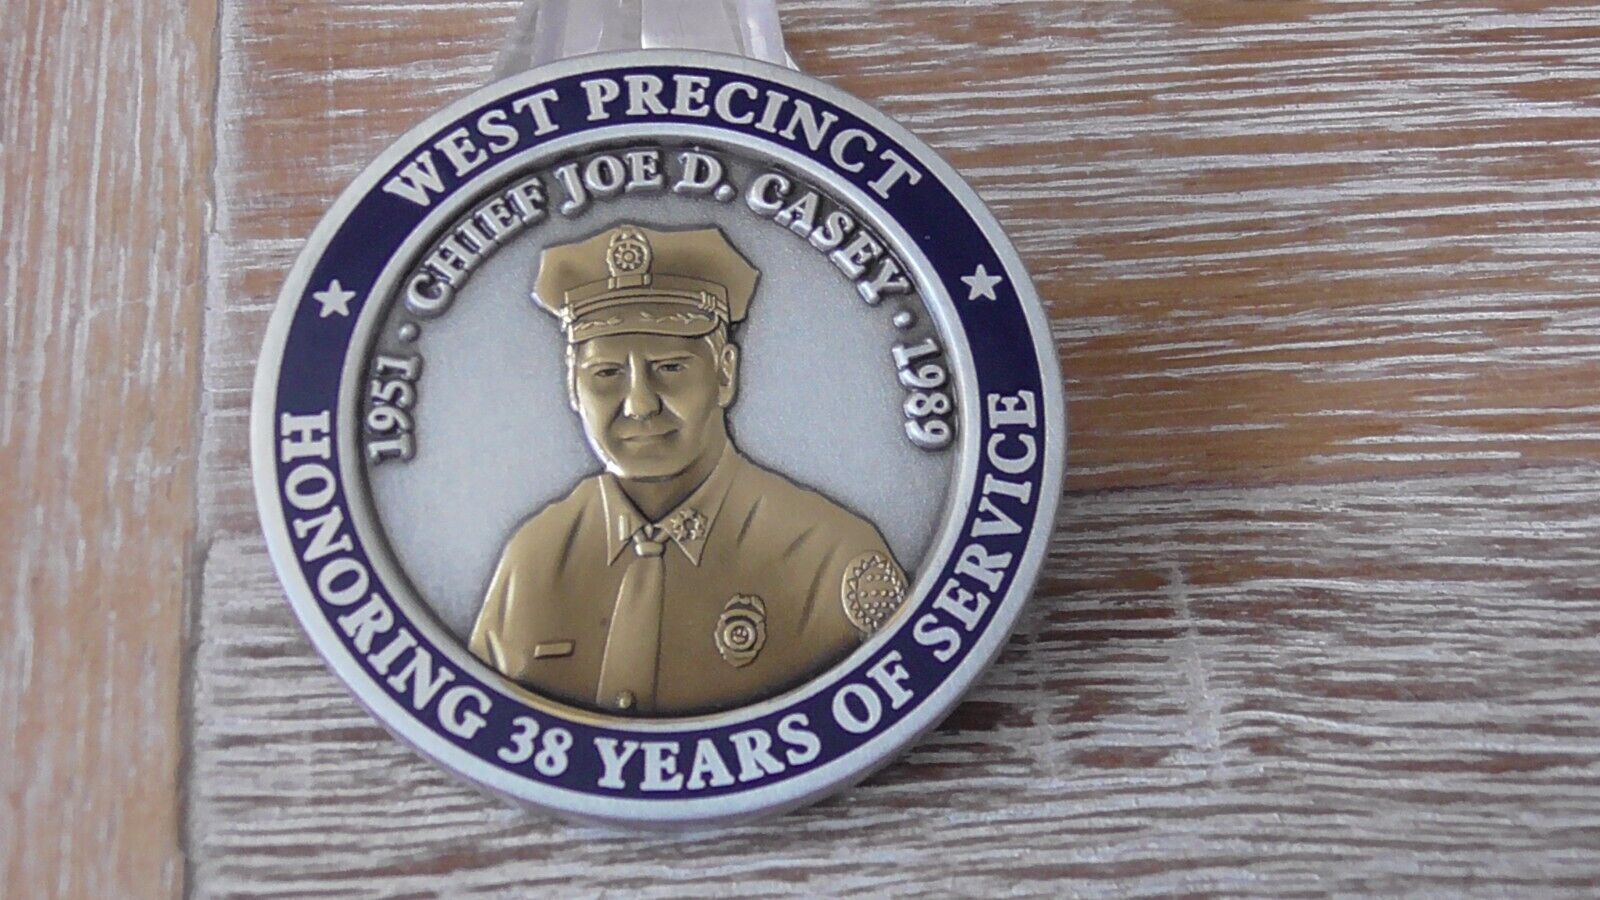 WEST PRECINCT
1951 · CHIEF JOE D. CASEY · 1989
HONORING 38 YEARS OF SERVICE